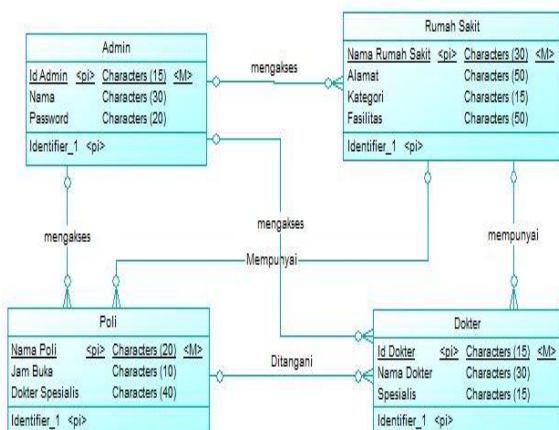 Admin
Id Admin <pi> Characters (15) <M>
Nama Characters (30)
Password Characters (20)
Identifier_1 <pi>
mengakses
Rumah Sakit
Nama Rumah Sakit <pi> Characters (30) <M>
Alamat Characters (50)
Kategori Characters (15)
Fasilitas Characters (50)
Identifier_1 <pi>
mengakses
mengakses
Mempunyai
mempunyai
Poli
Nama Poli <pi> Characters (20) <M>
Jam Buka Characters (10)
Dokter Spesialis Characters (40)
Identifier_1 <pi>
Ditangani
Dokter
Id Dokter <pi> Characters (15) <M>
Nama Dokter Characters (30)
Spesialis Characters (15)
Identifier_1 <pi>